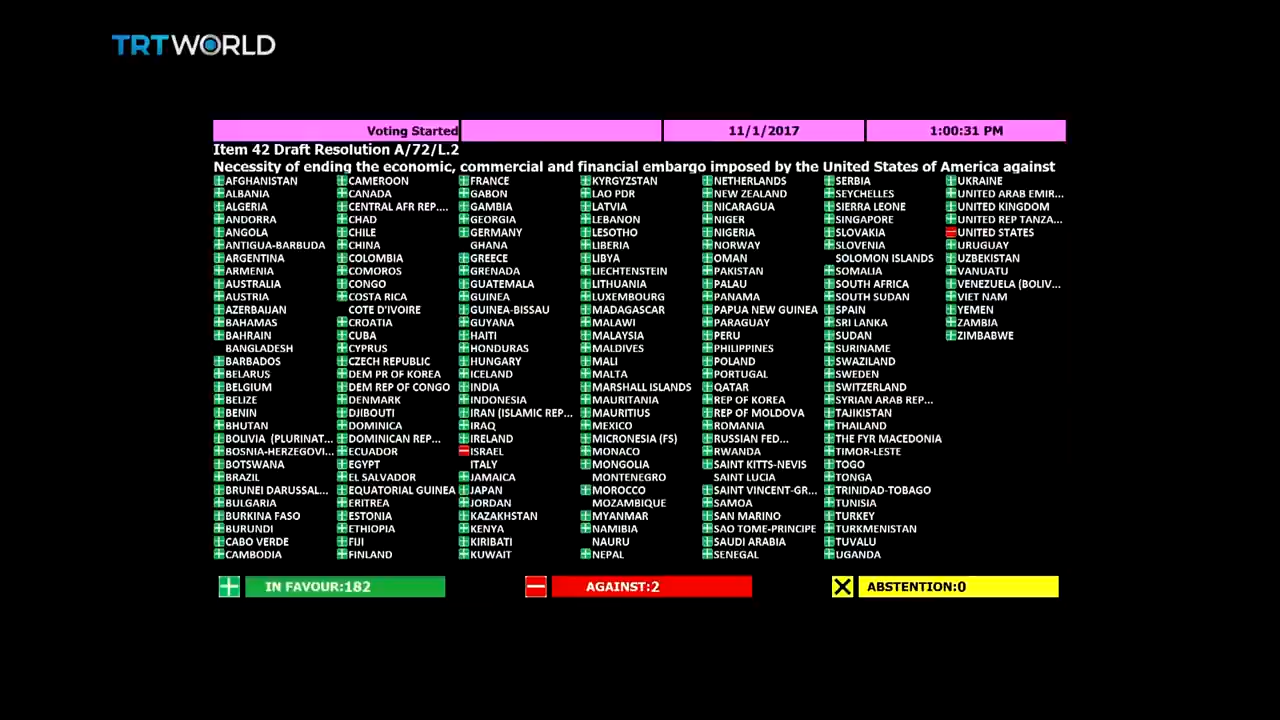 TRTWORLD
Voting Started 11/1/2017 1:00:31 PM
Item 42 Draft Resolution A/72/L.2
Necessity of ending the economic, commercial and financial embargo imposed by the United States of America against
AFGHANISTAN CAMEROON FRANCE KYRGYZSTAN NETHERLANDS SERBIA UKRAINE
ALBANIA CANADA GABON LAO PDR NEW ZEALAND SEYCHELLES UNITED ARAB EMIR...
ALGERIA CENTRAL AFR REP.... GAMBIA LATVIA NICARAGUA SIERRA LEONE UNITED KINGDOM
ANDORRA CHAD GEORGIA LEBANON NIGER SINGAPORE UNITED REP TANZA...
ANGOLA CHILE GERMANY LESOTHO NIGERIA SLOVAKIA UNITED STATES
ANTIGUA-BARBUDA CHINA GHANA LIBERIA NORWAY SLOVENIA URUGUAY
ARGENTINA COLOMBIA GREECE LIBYA OMAN SOLOMON ISLANDS UZBEKISTAN
ARMENIA COMOROS GRENADA LIECHTENSTEIN PAKISTAN SOMALIA VANUATU
AUSTRALIA CONGO GUATEMALA LITHUANIA PALAU SOUTH AFRICA VENEZUELA (BOLIV...
AUSTRIA COSTA RICA GUINEA LUXEMBOURG PANAMA SOUTH SUDAN VIET NAM
AZERBAIJAN COTE D'IVOIRE GUINEA-BISSAU MADAGASCAR PAPUA NEW GUINEA SPAIN YEMEN
BAHAMAS CROATIA GUYANA MALAWI PARAGUAY SRI LANKA ZAMBIA
BAHRAIN CUBA HAITI MALAYSIA PERU SUDAN ZIMBABWE
BANGLADESH CYPRUS HONDURAS MALDIVES PHILIPPINES SURINAME
BARBADOS CZECH REPUBLIC HUNGARY MALI POLAND SWAZILAND
BELARUS DEM PR OF KOREA ICELAND MALTA PORTUGAL SWEDEN
BELGIUM DEM REP OF CONGO INDIA MARSHALL ISLANDS QATAR SWITZERLAND
BELIZE DENMARK INDONESIA MAURITANIA REP OF KOREA SYRIAN ARAB REP...
BENIN DJIBOUTI IRAN (ISLAMIC REP... MAURITIUS REP OF MOLDOVA TAJIKISTAN
BHUTAN DOMINICA IRAQ MEXICO ROMANIA THAILAND
BOLIVIA (PLURINAT... DOMINICAN REP... IRELAND MICRONESIA (FS) RUSSIAN FED... THE FYR MACEDONIA
BOSNIA-HERZEGOVI... ECUADOR ISRAEL MONACO RWANDA TIMOR-LESTE
BOTSWANA EGYPT ITALY MONGOLIA SAINT KITTS-NEVIS TOGO
BRAZIL EL SALVADOR JAMAICA MONTENEGRO SAINT LUCIA TONGA
BRUNEI DARUSSAL... EQUATORIAL GUINEA JAPAN MOROCCO SAINT VINCENT-GR... TRINIDAD-TOBAGO
BULGARIA ERITREA JORDAN MOZAMBIQUE SAMOA TUNISIA
BURKINA FASO ESTONIA KAZAKHSTAN MYANMAR SAN MARINO TURKEY
BURUNDI ETHIOPIA KENYA NAMIBIA SAO TOME-PRINCIPE TURKMENISTAN
CABO VERDE FIJI KIRIBATI NAURU SAUDI ARABIA TUVALU
CAMBODIA FINLAND KUWAIT NEPAL SENEGAL UGANDA
IN FAVOUR:182 AGAINST:2 ABSTENTION:0